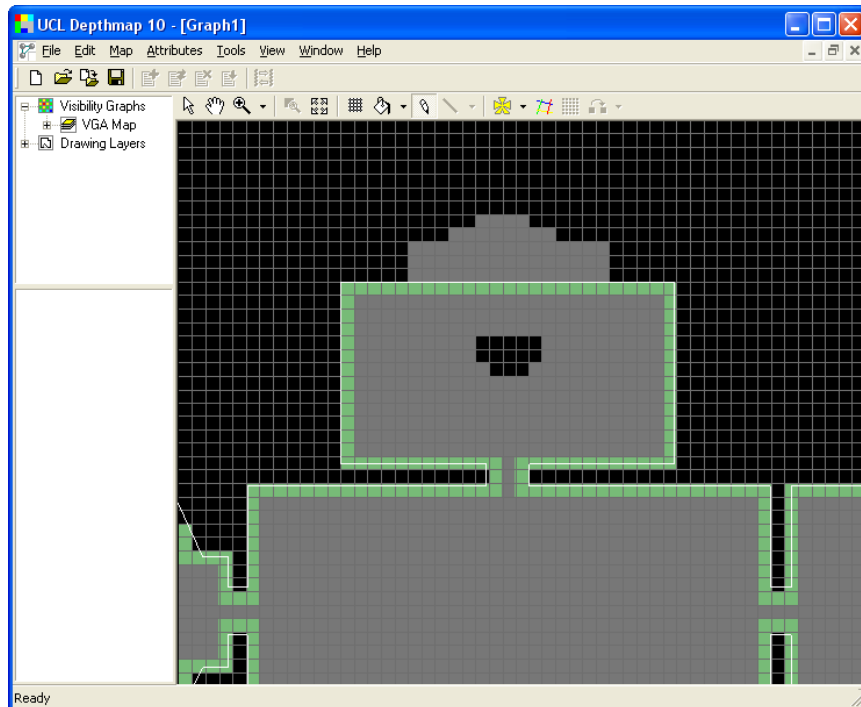 UCL Depthmap 10 - [Graph1]
File Edit Map Attributes Tools View Window Help
Visibility Graphs
VGA Map
Drawing Layers
Ready